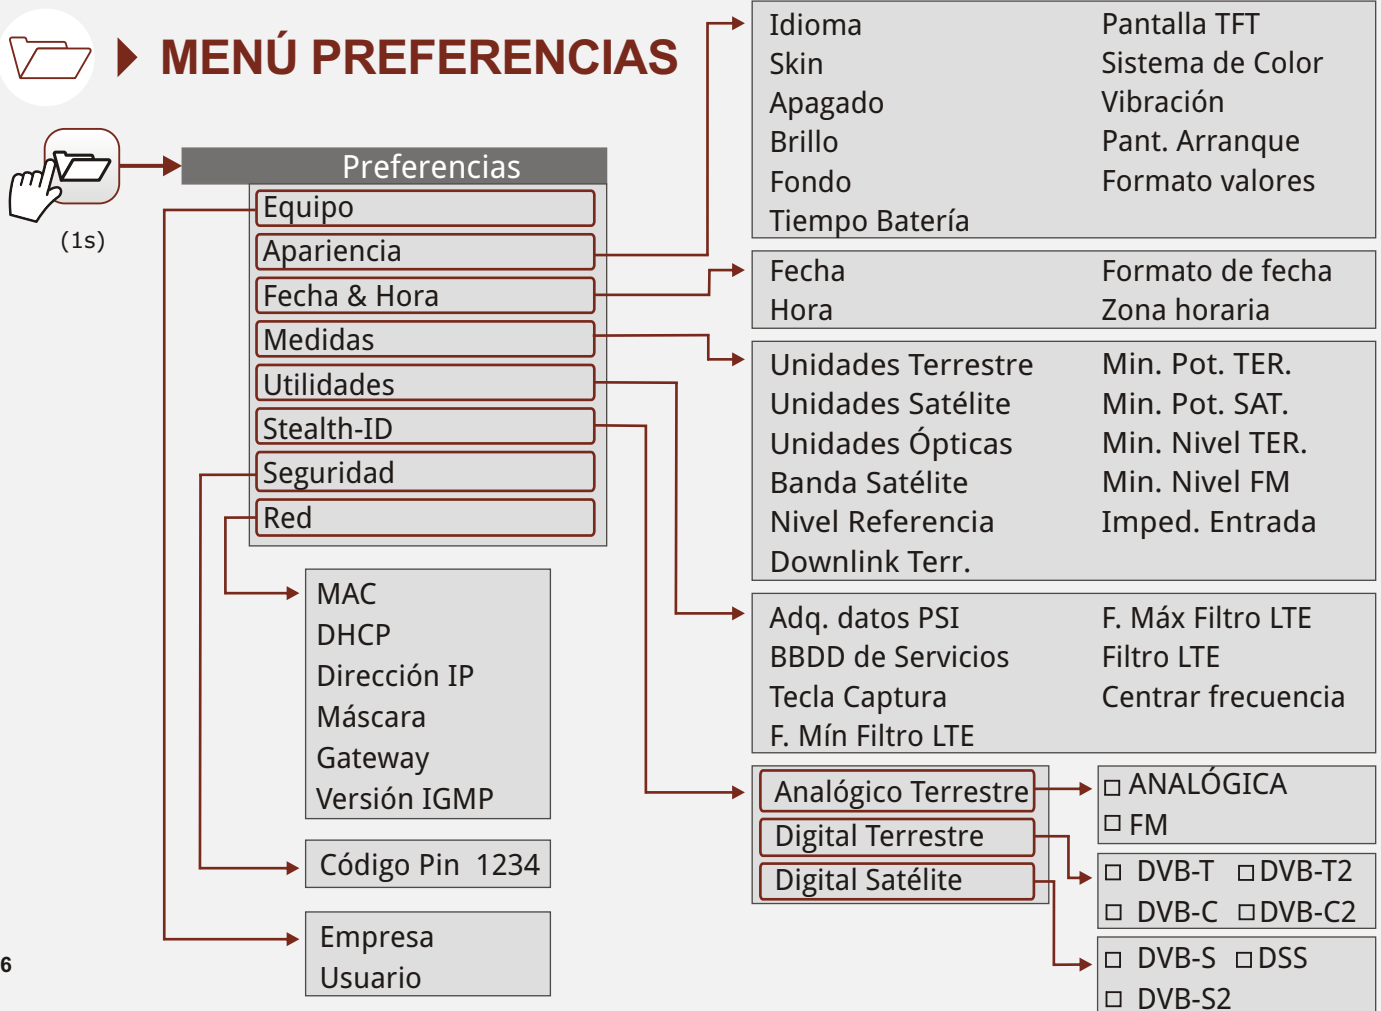 MENÚ PREFERENCIAS
(1s)
Preferencias
Equipo
Apariencia
Fecha & Hora
Medidas
Utilidades
Stealth-ID
Seguridad
Red
MAC
DHCP
Dirección IP
Máscara
Gateway
Versión IGMP
Código Pin 1234
Empresa
Usuario
Idioma
Skin
Apagado
Brillo
Fondo
Tiempo Batería
Pantalla TFT
Sistema de Color
Vibración
Pant. Arranque
Formato valores
Fecha
Hora
Formato de fecha
Zona horaria
Unidades Terrestre
Unidades Satélite
Unidades Ópticas
Banda Satélite
Nivel Referencia
Downlink Terr.
Min. Pot. TER.
Min. Pot. SAT.
Min. Nivel TER.
Min. Nivel FM
Imped. Entrada
Adq. datos PSI
BBDD de Servicios
Tecla Captura
F. Mín Filtro LTE
F. Máx Filtro LTE
Filtro LTE
Centrar frecuencia
Analógico Terrestre
Digital Terrestre
Digital Satélite
ANALÓGICA
FM
DVB-T DVB-T2
DVB-C DVB-C2
DVB-S DSS
DVB-S2
6